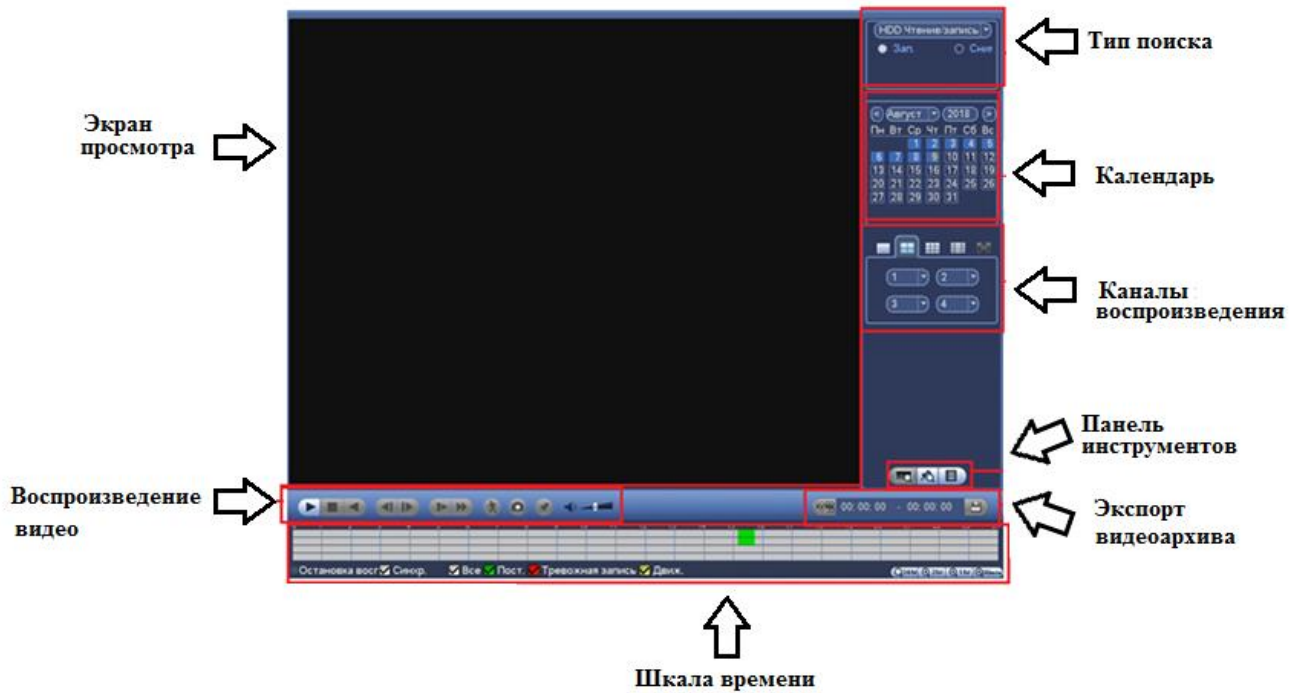 HDD Чтение/запись
Зап.
Тип поиска
Экран
просмотра
Август 2018
Пн Вт Ср Чт Пт Сб Вс
1 2 3 4 5
6 7 8 9 10 11 12
13 14 15 16 17 18 19
20 21 22 23 24 25 26
27 28 29 30 31
Календарь
1 2
3 4
Каналы
воспроизведения
Панель
инструментов
Воспроизведение
видео
00: 00: 00 - 00: 00: 00
Экспорт
видеоархива
Остановка восп Синхр. Все Пост. Тревожная запись Движ.
Шкала времени